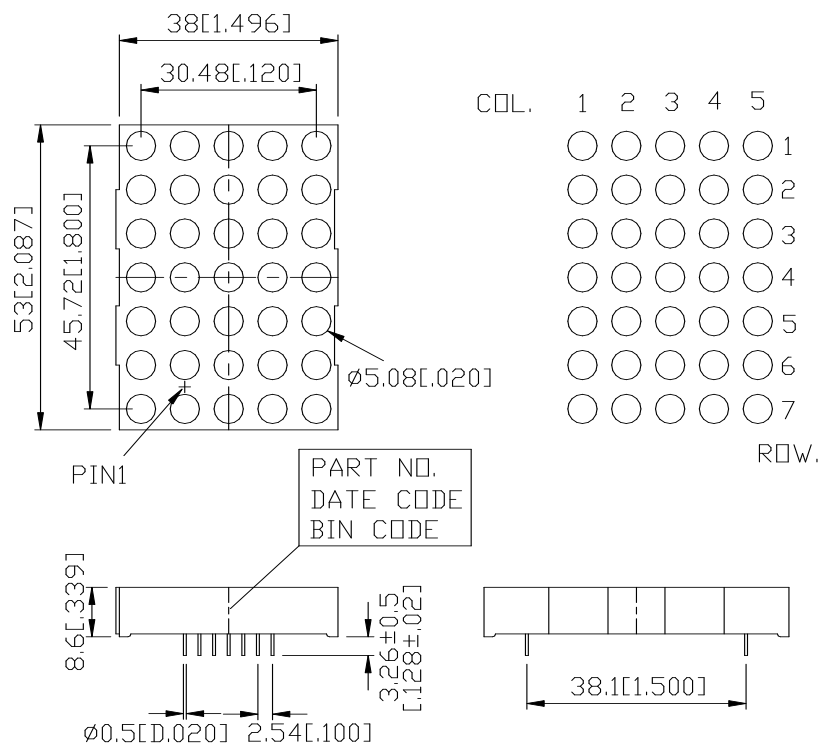 38[1.496]
30.48[.120]
COL. 1 2 3 4 5
1
2
3
4
5
6
7
ROW.
53[2.087]
45.72[1.800]
ø5.08[.020]
PIN1
PART NO.
DATE CODE
BIN CODE
8.6[.339]
3.26±0.5
[.128±.02]
38.1[1.500]
ø0.5[D.020]
2.54[.100]